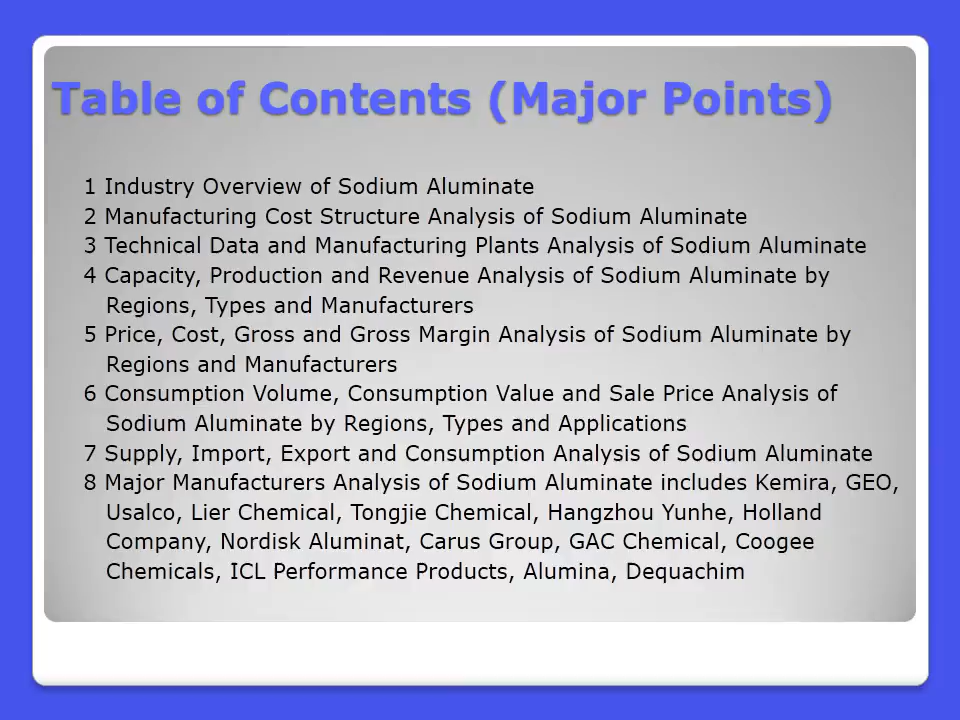 Table of Contents (Major Points)
1 Industry Overview of Sodium Aluminate
2 Manufacturing Cost Structure Analysis of Sodium Aluminate
3 Technical Data and Manufacturing Plants Analysis of Sodium Aluminate
4 Capacity, Production and Revenue Analysis of Sodium Aluminate by
Regions, Types and Manufacturers
5 Price, Cost, Gross and Gross Margin Analysis of Sodium Aluminate by
Regions and Manufacturers
6 Consumption Volume, Consumption Value and Sale Price Analysis of
Sodium Aluminate by Regions, Types and Applications
7 Supply, Import, Export and Consumption Analysis of Sodium Aluminate
8 Major Manufacturers Analysis of Sodium Aluminate includes Kemira, GEO,
Usalco, Lier Chemical, Tongjie Chemical, Hangzhou Yunhe, Holland
Company, Nordisk Aluminat, Carus Group, GAC Chemical, Coogee
Chemicals, ICL Performance Products, Alumina, Dequachim